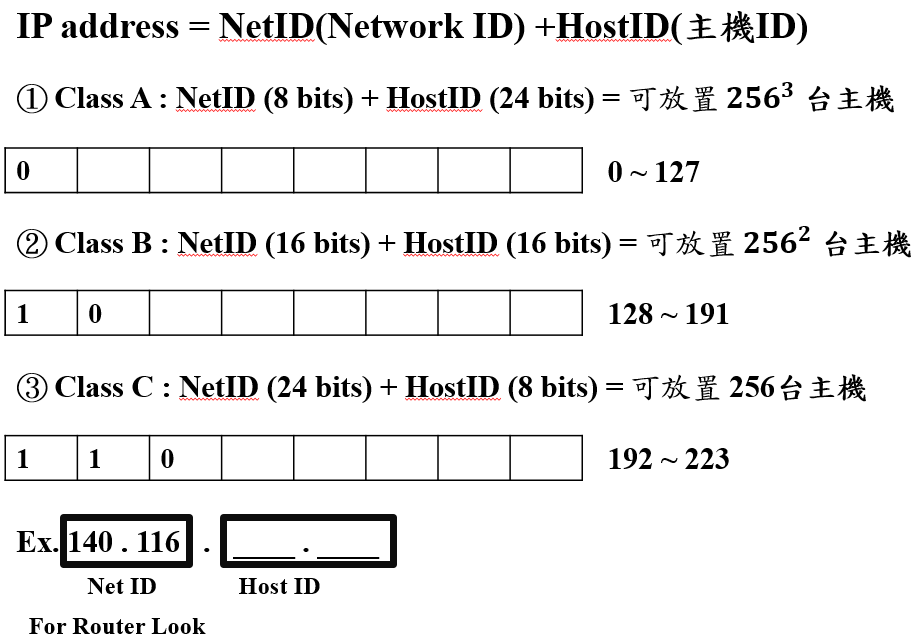 IP address = NetID(Network ID) +HostID(主機ID)
① Class A : NetID (8 bits) + HostID (24 bits) = 可放置 256³ 台主機
0 0 ~ 127
② Class B : NetID (16 bits) + HostID (16 bits) = 可放置 256² 台主機
1 0 128 ~ 191
③ Class C : NetID (24 bits) + HostID (8 bits) = 可放置 256台主機
1 1 0 192 ~ 223
Ex. 140 . 116 . ____ . ____
Net ID Host ID
For Router Look